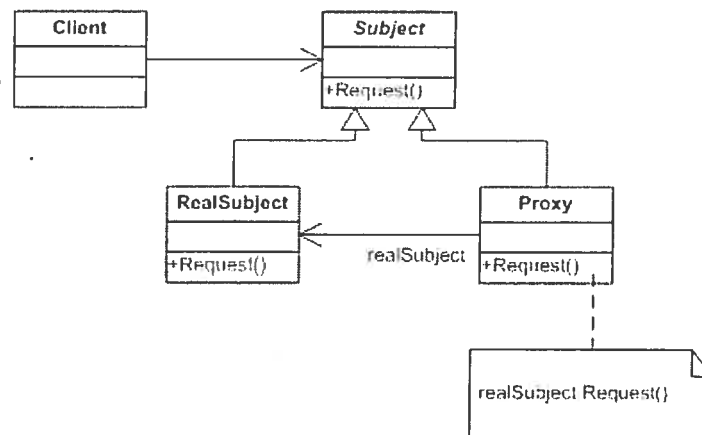 Client
Subject
+Request()
RealSubject
+Request()
realSubject
Proxy
+Request()
realSubject Request()